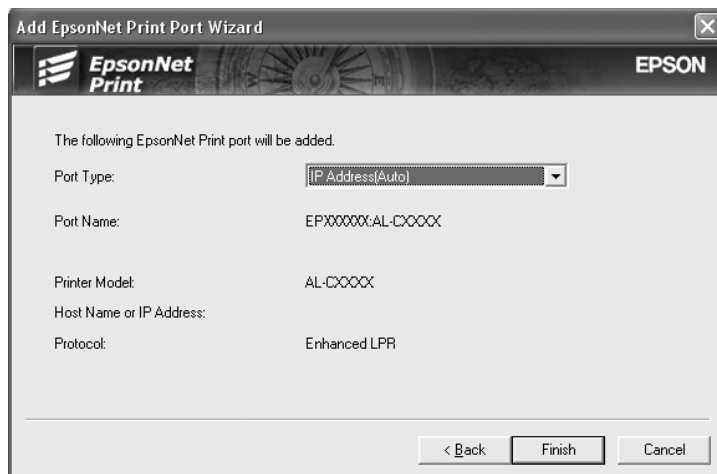 Add EpsonNet Print Port Wizard
EpsonNet
Print
EPSON
The following EpsonNet Print port will be added.
Port Type:
IP Address(Auto)
Port Name:
EPXXXXXX:AL-CXXXX
Printer Model:
AL-CXXXX
Host Name or IP Address:
Protocol:
Enhanced LPR
< Back
Finish
Cancel